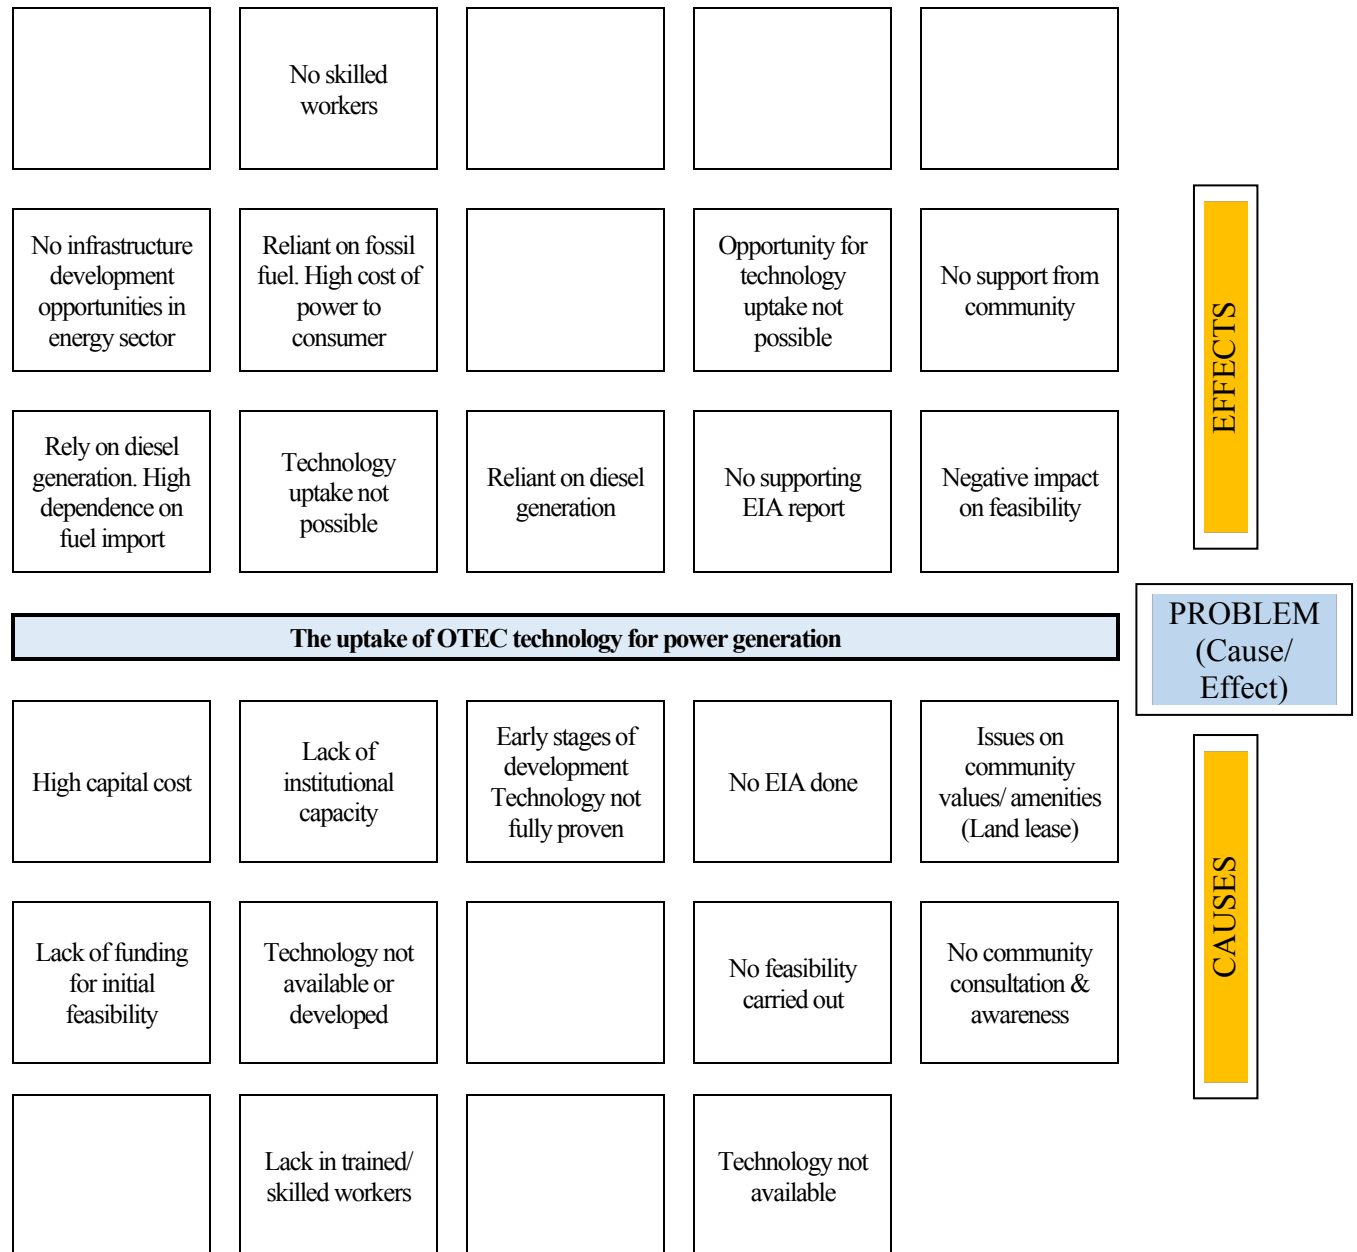 No skilled
workers
No infrastructure
development
opportunities in
energy sector
Reliant on fossil
fuel. High cost of
power to
consumer
Opportunity for
technology
uptake not
possible
No support from
community
EFFECTS
Rely on diesel
generation. High
dependence on
fuel import
Technology
uptake not
possible
Reliant on diesel
generation
No supporting
EIA report
Negative impact
on feasibility
The uptake of OTEC technology for power generation
PROBLEM
(Cause/
Effect)
High capital cost
Lack of
institutional
capacity
Early stages of
development
Technology not
fully proven
No EIA done
Issues on
community
values/ amenities
(Land lease)
CAUSES
Lack of funding
for initial
feasibility
Technology not
available or
developed
No feasibility
carried out
No community
consultation &
awareness
Lack in trained/
skilled workers
Technology not
available